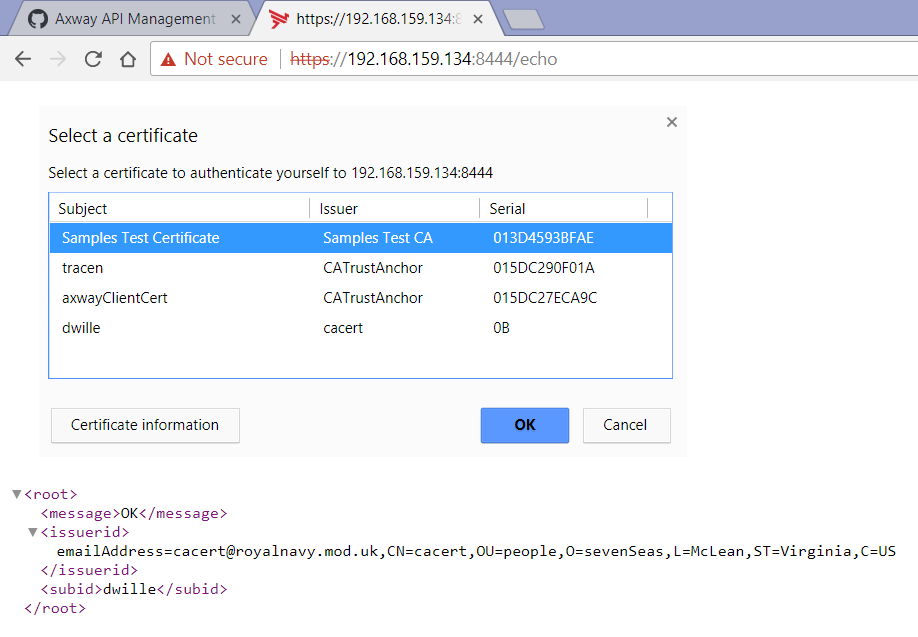 Axway API Management
https://192.168.159.134:8
Not secure https://192.168.159.134:8444/echo
Select a certificate
Select a certificate to authenticate yourself to 192.168.159.134:8444
Subject Issuer Serial
Samples Test Certificate Samples Test CA 013D4593BFAE
tracen CATrustAnchor 015DC290F01A
axwayClientCert CATrustAnchor 015DC27ECA9C
dwille cacert 0B
Certificate information OK Cancel
<root>
<message>OK</message>
<issuerid>
emailAddress=cacert@royalnavy.mod.uk,CN=cacert,OU=people,O=sevenSeas,L=McLean,ST=Virginia,C=US
</issuerid>
<subid>dwille</subid>
</root>